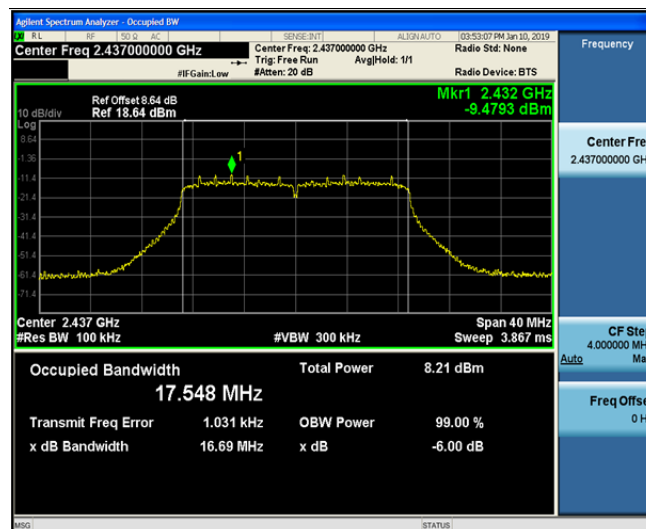 Agilent Spectrum Analyzer - Occupied BW
RL RF 50 Ω AC SENSE:INT ALIGN AUTO 03:53:07 PM Jan 10, 2019
Center Freq 2.437000000 GHz Center Freq: 2.437000000 GHz Radio Std: None
Trig: Free Run Avg|Hold: 1/1
#IFGain:Low #Atten: 20 dB Radio Device: BTS
Frequency
Ref Offset 8.64 dB Mkr1 2.432 GHz
10 dB/div Ref 18.64 dBm -9.4793 dBm
Log
8.64
-1.36
-11.4
-21.4
-31.4
-41.4
-51.4
-61.4
-71.4
1
Center Fre
2.437000000 GH
Center 2.437 GHz Span 40 MHz
#Res BW 100 kHz #VBW 300 kHz Sweep 3.867 ms
CF Step
4.000000 MH
Auto Ma
Occupied Bandwidth Total Power 8.21 dBm
17.548 MHz
Transmit Freq Error 1.031 kHz OBW Power 99.00 %
x dB Bandwidth 16.69 MHz x dB -6.00 dB
Freq Offse
0 H
MSG STATUS